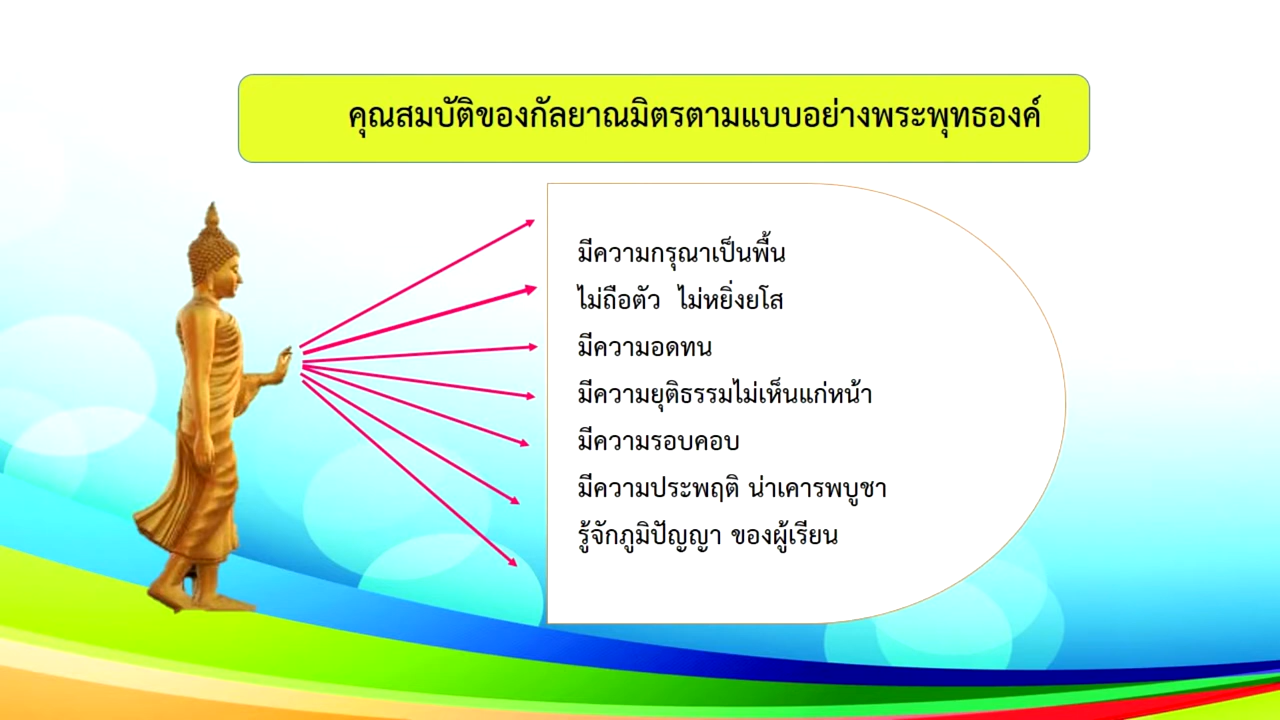 คุณสมบัติของกัลยาณมิตรตามแบบอย่างพระพุทธองค์
มีความกรุณาเป็นพื้น
ไม่ถือตัว ไม่หยิ่งยโส
มีความอดทน
มีความยุติธรรมไม่เห็นแก่หน้า
มีความรอบคอบ
มีความประพฤติ น่าเคารพบูชา
รู้จักภูมิปัญญา ของผู้เรียน